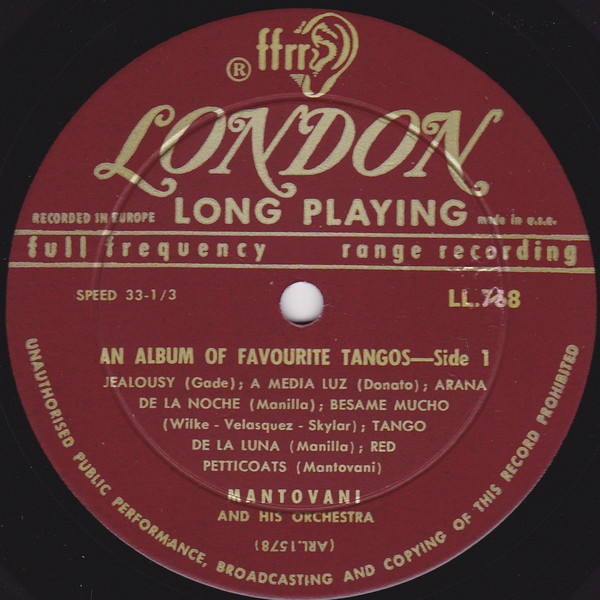 ffrr
®
LONDON
RECORDED IN EUROPE LONG PLAYING made in u.s.a.
full frequency range recording
SPEED 33-1/3 LL.768
AN ALBUM OF FAVOURITE TANGOS—Side 1
JEALOUSY (Gade); A MEDIA LUZ (Donato); ARANA
DE LA NOCHE (Manilla); BESAME MUCHO
(Wilke - Velasquez - Skylar); TANGO
DE LA LUNA (Manilla); RED
PETTICOATS (Mantovani)
MANTOVANI
AND HIS ORCHESTRA
(ARL.1578)
UNAUTHORISED PUBLIC PERFORMANCE, BROADCASTING AND COPYING OF THIS RECORD PROHIBITED